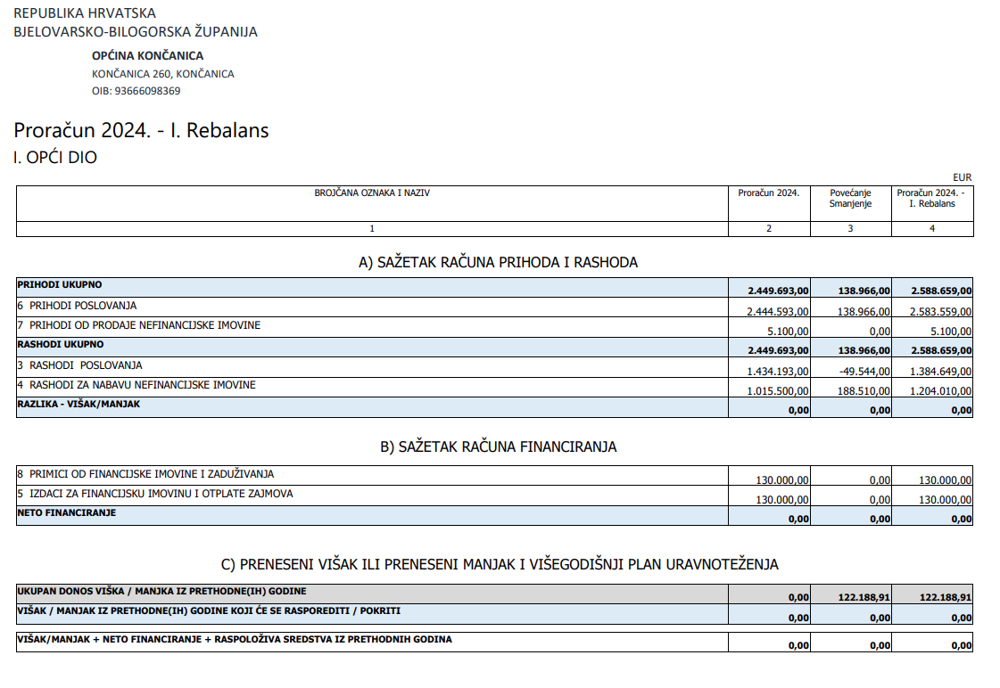 REPUBLIKA HRVATSKA
BJELOVARSKO-BILOGORSKA ŽUPANIJA
OPĆINA KONČANICA
KONČANICA 260, KONČANICA
OIB: 93666098369
Proračun 2024. - I. Rebalans
I. OPĆI DIO
EUR
BROJČANA OZNAKA I NAZIV Proračun 2024. Povećanje Smanjenje Proračun 2024. - I. Rebalans
1 2 3 4
A) SAŽETAK RAČUNA PRIHODA I RASHODA
PRIHODI UKUPNO 2.449.693,00 138.966,00 2.588.659,00
6 PRIHODI POSLOVANJA 2.444.593,00 138.966,00 2.583.559,00
7 PRIHODI OD PRODAJE NEFINANCIJSKE IMOVINE 5.100,00 0,00 5.100,00
RASHODI UKUPNO 2.449.693,00 138.966,00 2.588.659,00
3 RASHODI POSLOVANJA 1.434.193,00 -49.544,00 1.384.649,00
4 RASHODI ZA NABAVU NEFINANCIJSKE IMOVINE 1.015.500,00 188.510,00 1.204.010,00
RAZLIKA - VIŠAK/MANJAK 0,00 0,00 0,00
B) SAŽETAK RAČUNA FINANCIRANJA
8 PRIMICI OD FINANCIJSKE IMOVINE I ZADUŽIVANJA 130.000,00 0,00 130.000,00
5 IZDACI ZA FINANCIJSKU IMOVINU I OTPLATE ZAJMOVA 130.000,00 0,00 130.000,00
NETO FINANCIRANJE 0,00 0,00 0,00
C) PRENESENI VIŠAK ILI PRENESENI MANJAK I VIŠEGODIŠNJI PLAN URAVNOTEŽENJA
UKUPAN DONOS VIŠKA / MANJKA IZ PRETHODNE(IH) GODINE 0,00 122.188,91 122.188,91
VIŠAK / MANJAK IZ PRETHODNE(IH) GODINE KOJI ĆE SE RASPOREDITI / POKRITI 0,00 0,00 0,00
VIŠAK/MANJAK + NETO FINANCIRANJE + RASPOLOŽIVA SREDSTVA IZ PRETHODNIH GODINA 0,00 0,00 0,00